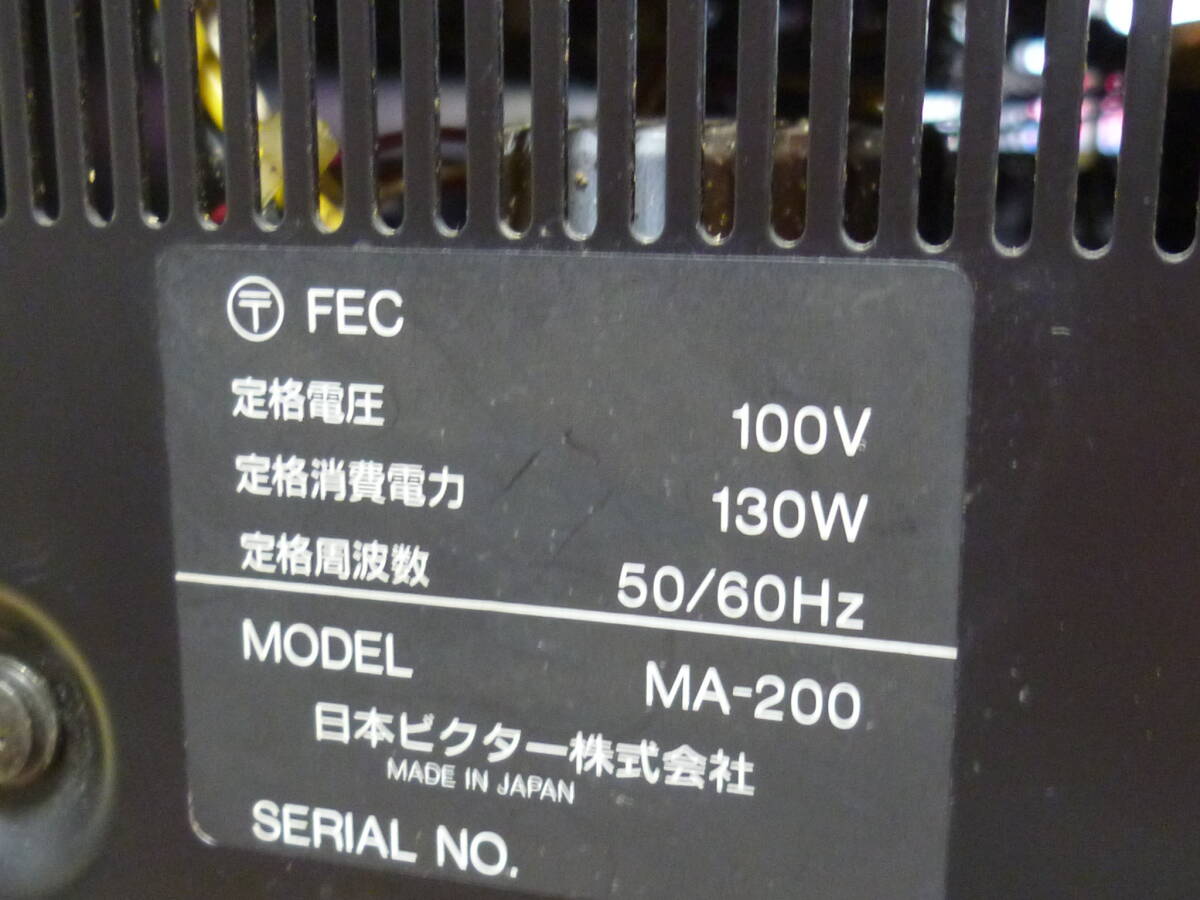 〒 FEC
定格電圧 100V
定格消費電力 130W
定格周波数 50/60Hz
MODEL MA-200
日本ビクター株式会社
MADE IN JAPAN
SERIAL NO.